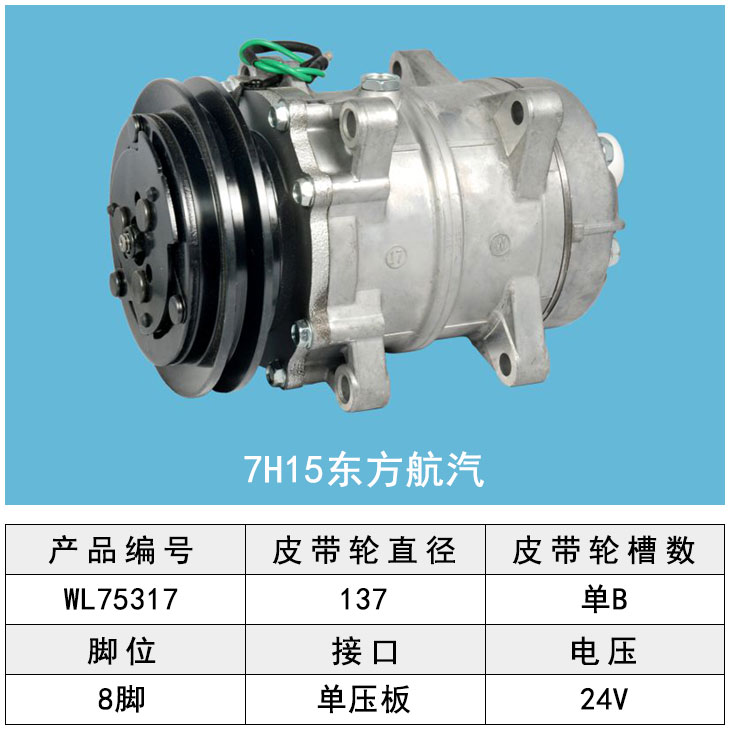 17
7H15东方航汽
产品编号 皮带轮直径 皮带轮槽数
WL75317 137 单B
脚位 接口 电压
8脚 单压板 24V